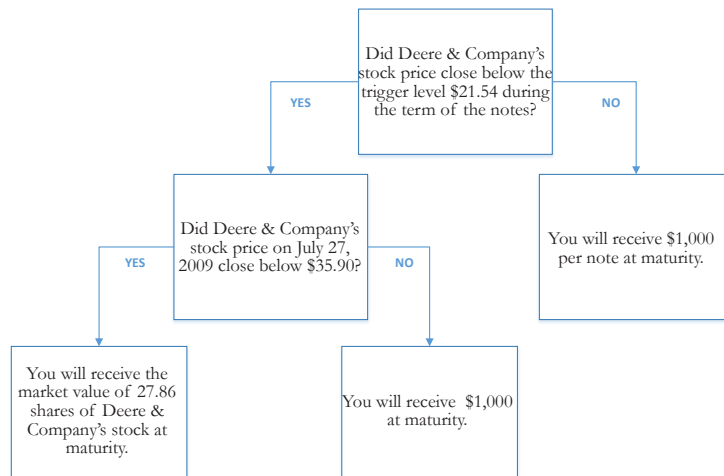 Did Deere & Company's
stock price close below the
trigger level $21.54 during
the term of the notes?
YES
NO
Did Deere & Company's
stock price on July 27,
2009 close below $35.90?
You will receive $1,000
per note at maturity.
YES
NO
You will receive the
market value of 27.86
shares of Deere &
Company's stock at
maturity.
You will receive $1,000
at maturity.